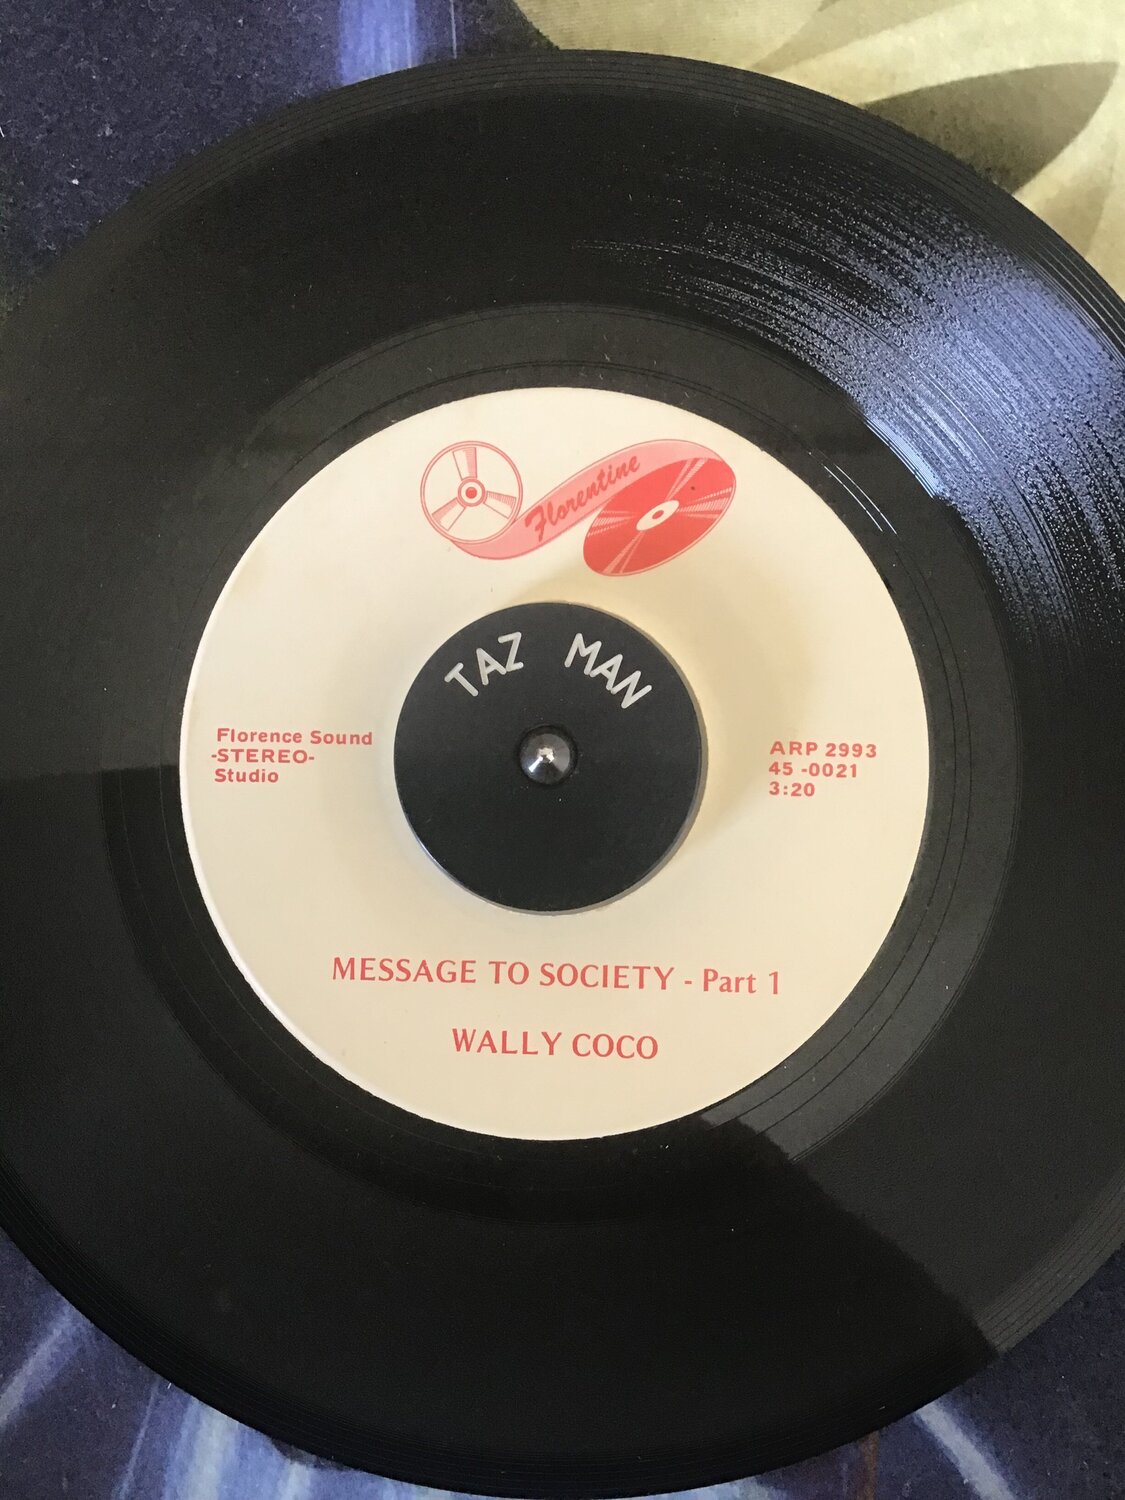 Florentine
TAZ MAN
Florence Sound
-STEREO-
Studio
ARP 2993
45 -0021
3:20
MESSAGE TO SOCIETY - Part 1
WALLY COCO